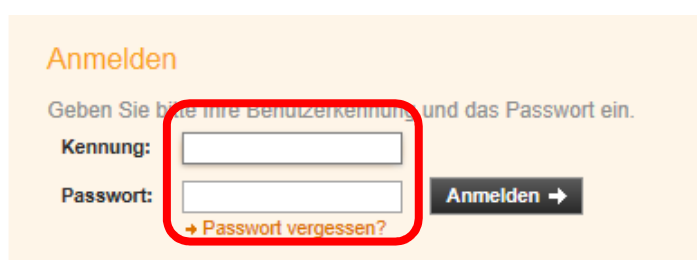 Anmelden
Geben Sie bitte Ihre Benutzerkennung und das Passwort ein.
Kennung:
Passwort: Anmelden →
→ Passwort vergessen?